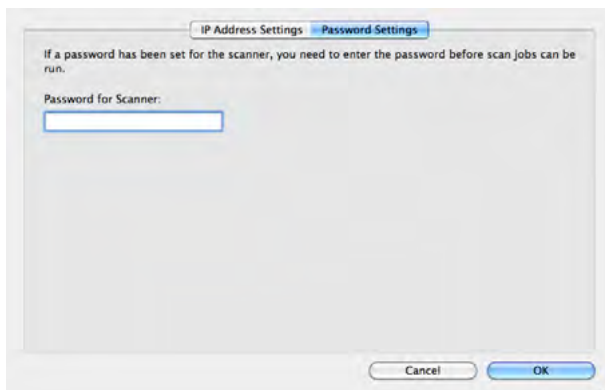 IP Address Settings Password Settings
If a password has been set for the scanner, you need to enter the password before scan jobs can be
run.
Password for Scanner:
Cancel OK